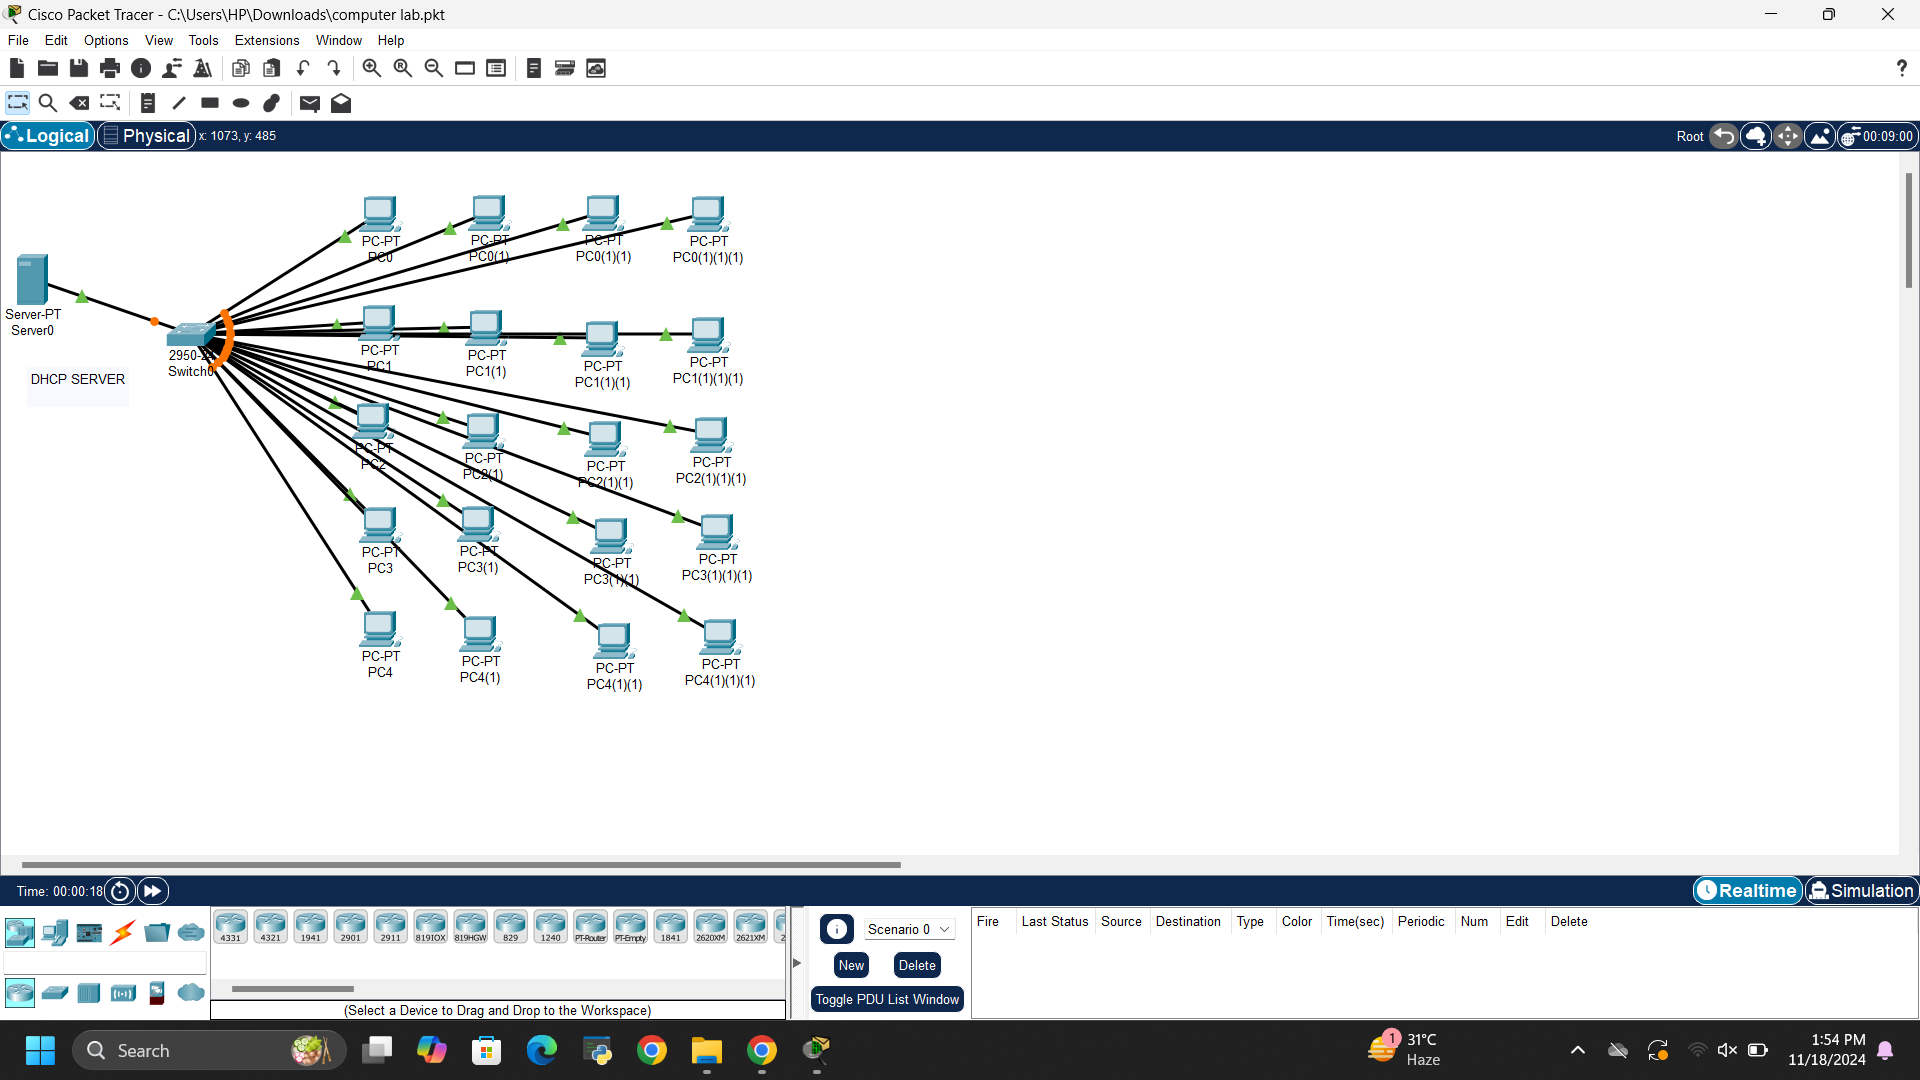 Cisco Packet Tracer - C:\Users\HP\Downloads\computer lab.pkt
File Edit Options View Tools Extensions Window Help
Logical Physical x: 1073, y: 485 Root 00:09:00
PC-PT
PC0
PC-PT
PC0(1)
PC-PT
PC0(1)(1)
PC-PT
PC0(1)(1)(1)
Server-PT
Server0
2950-24
Switch0
DHCP SERVER
PC-PT
PC1
PC-PT
PC1(1)
PC-PT
PC1(1)(1)
PC-PT
PC1(1)(1)(1)
PC-PT
PC2
PC-PT
PC2(1)
PC-PT
PC2(1)(1)
PC-PT
PC2(1)(1)(1)
PC-PT
PC3
PC-PT
PC3(1)
PC-PT
PC3(1)(1)
PC-PT
PC3(1)(1)(1)
PC-PT
PC4
PC-PT
PC4(1)
PC-PT
PC4(1)(1)
PC-PT
PC4(1)(1)(1)
Time: 00:00:18 Realtime Simulation
4331 4321 1941 2901 2911 819IOX 819HGW 829 1240 PT-Router PT-Empty 1841 2620XM 2621XM 2
(Select a Device to Drag and Drop to the Workspace)
Scenario 0
New Delete
Toggle PDU List Window
Fire Last Status Source Destination Type Color Time(sec) Periodic Num Edit Delete
Search
1
31°C
Haze
1:54 PM
11/18/2024